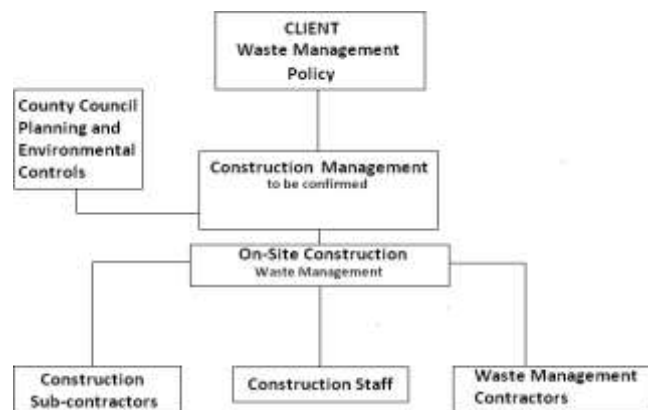 CLIENT
Waste Management
Policy
County Council
Planning and
Environmental
Controls
Construction Management
to be confirmed
On-Site Construction
Waste Management
Construction
Sub-contractors
Construction Staff
Waste Management
Contractors